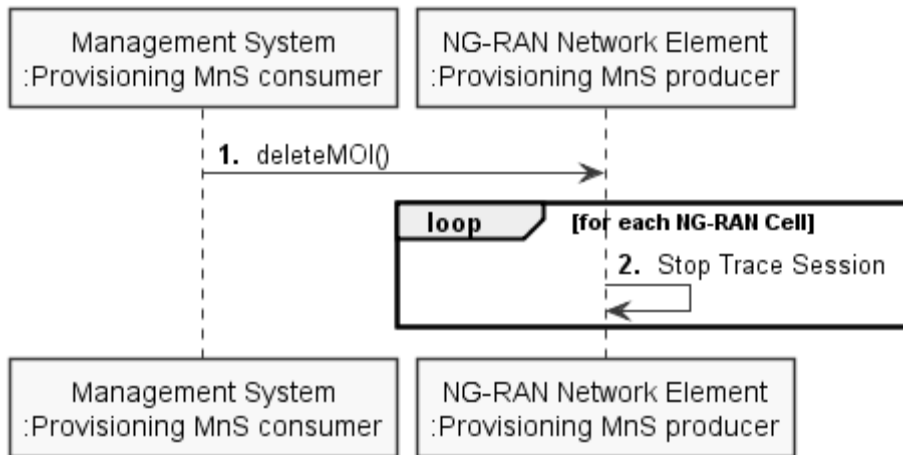 Management System
:Provisioning MnS consumer
NG-RAN Network Element
:Provisioning MnS producer
1. deleteMOI()
loop
[for each NG-RAN Cell]
2. Stop Trace Session
Management System
:Provisioning MnS consumer
NG-RAN Network Element
:Provisioning MnS producer